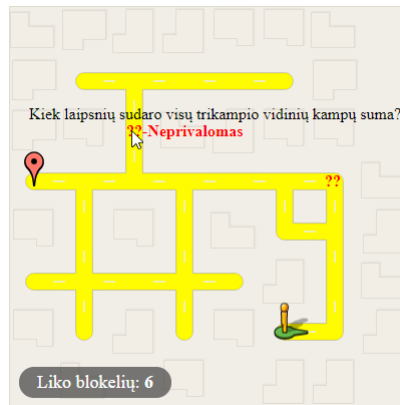 Kiek laipsnių sudaro visų trikampio vidinių kampų suma?
??-Neprivalomas
??
Liko blokelių: 6